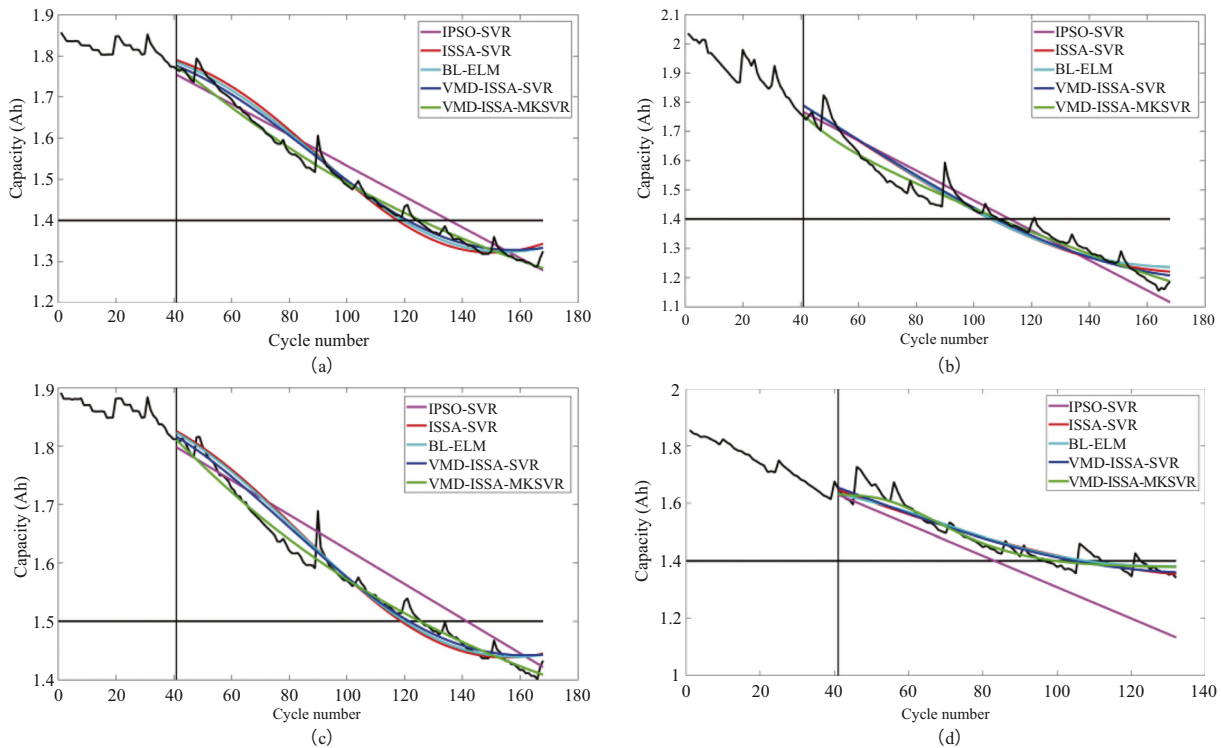 1.9
1.8
1.7
1.6
1.5
1.4
1.3
1.2
Capacity (Ah)
0 20 40 60 80 100 120 140 160 180
Cycle number
IPSO-SVR
ISSA-SVR
BL-ELM
VMD-ISSA-SVR
VMD-ISSA-MKSVR
(a)
2.1
2
1.9
1.8
1.7
1.6
1.5
1.4
1.3
1.2
1.1
Capacity (Ah)
0 20 40 60 80 100 120 140 160 180
Cycle number
IPSO-SVR
ISSA-SVR
BL-ELM
VMD-ISSA-SVR
VMD-ISSA-MKSVR
(b)
1.9
1.8
1.7
1.6
1.5
1.4
Capacity (Ah)
0 20 40 60 80 100 120 140 160 180
Cycle number
IPSO-SVR
ISSA-SVR
BL-ELM
VMD-ISSA-SVR
VMD-ISSA-MKSVR
(c)
2
1.8
1.6
1.4
1.2
1
Capacity (Ah)
0 20 40 60 80 100 120 140
Cycle number
IPSO-SVR
ISSA-SVR
BL-ELM
VMD-ISSA-SVR
VMD-ISSA-MKSVR
(d)